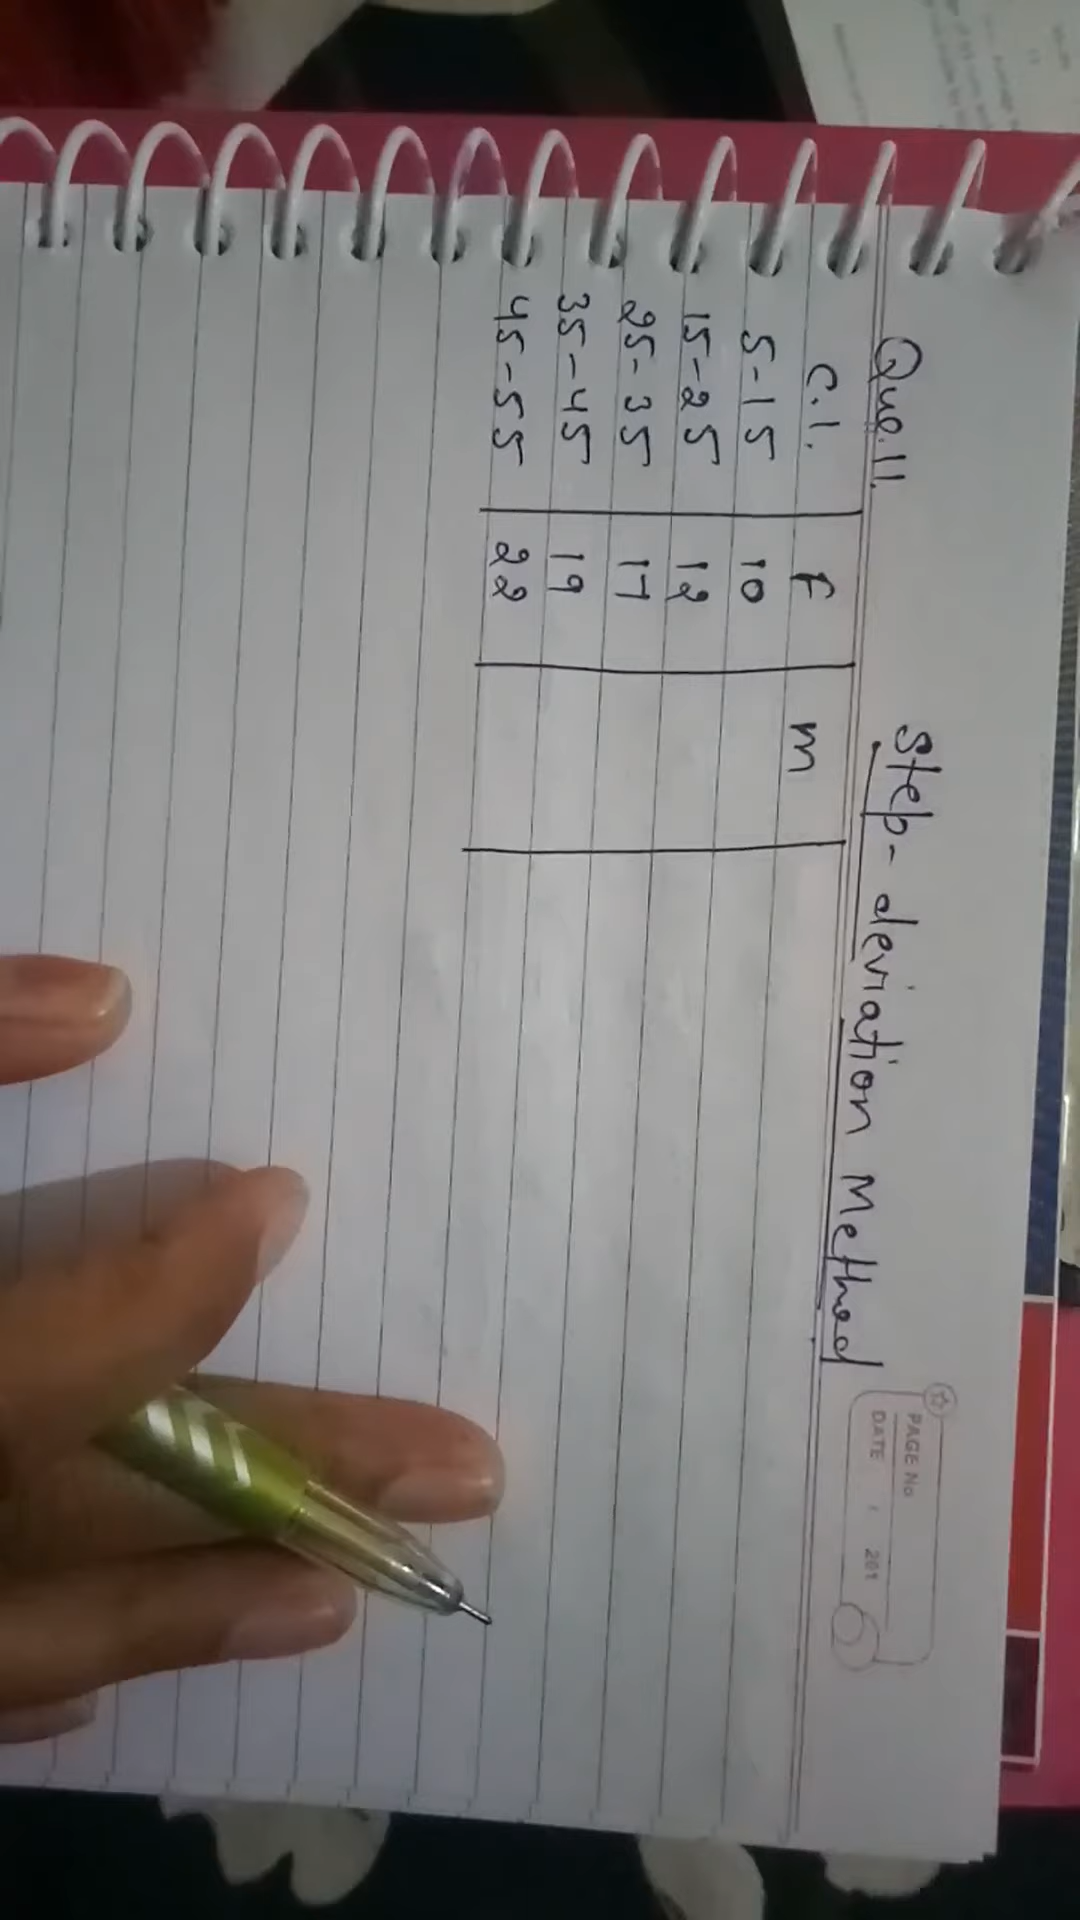 Step-deviation Method
PAGE No
DATE / 201
Que.11.
C.I. f m
5-15 10
15-25 12
25-35 17
35-45 19
45-55 22